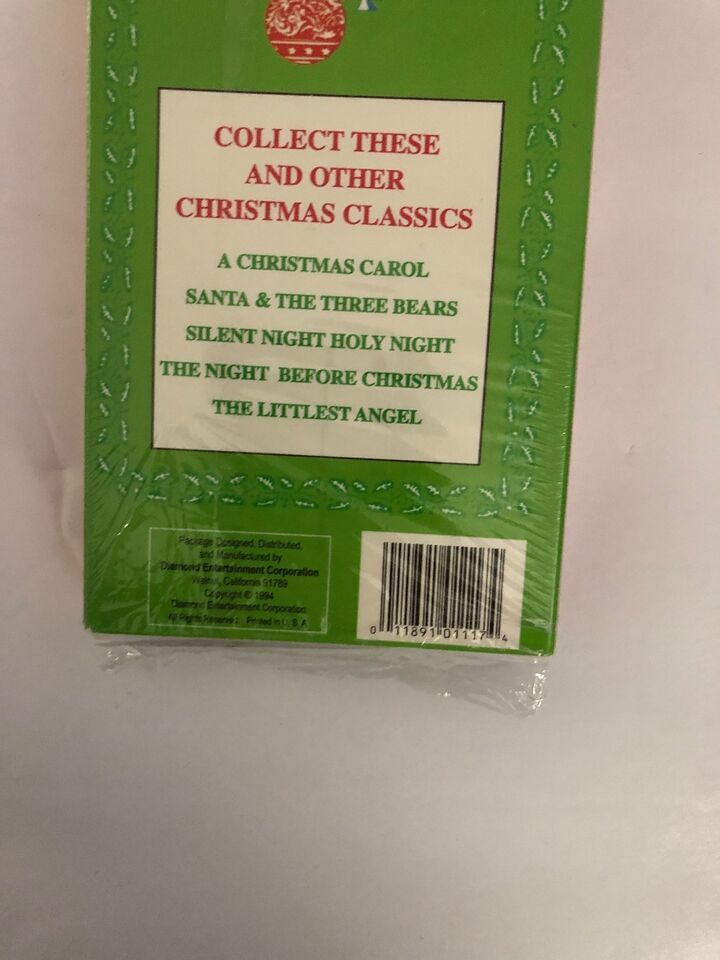 COLLECT THESE
AND OTHER
CHRISTMAS CLASSICS
A CHRISTMAS CAROL
SANTA & THE THREE BEARS
SILENT NIGHT HOLY NIGHT
THE NIGHT BEFORE CHRISTMAS
THE LITTLEST ANGEL
Package Designed, Distributed,
and Manufactured by
Diamond Entertainment Corporation
Walnut, California 91789
Copyright © 1994
Diamond Entertainment Corporation
All Rights Reserved Printed in U.S.A.
0 11891 01117 4